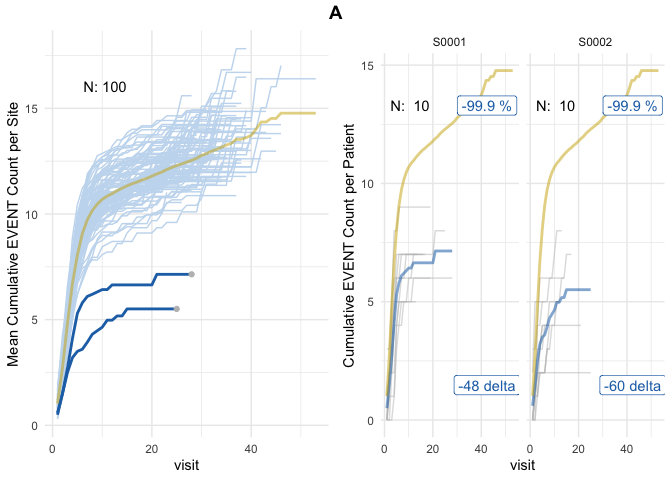 A
Mean Cumulative EVENT Count per Site
N: 100
15
10
5
0
0
20
40
visit
Cumulative EVENT Count per Patient
S0001
S0002
15
10
5
0
N:  10
-99.9 %
-48 delta
N:  10
-99.9 %
-60 delta
0
20
40
0
20
40
visit